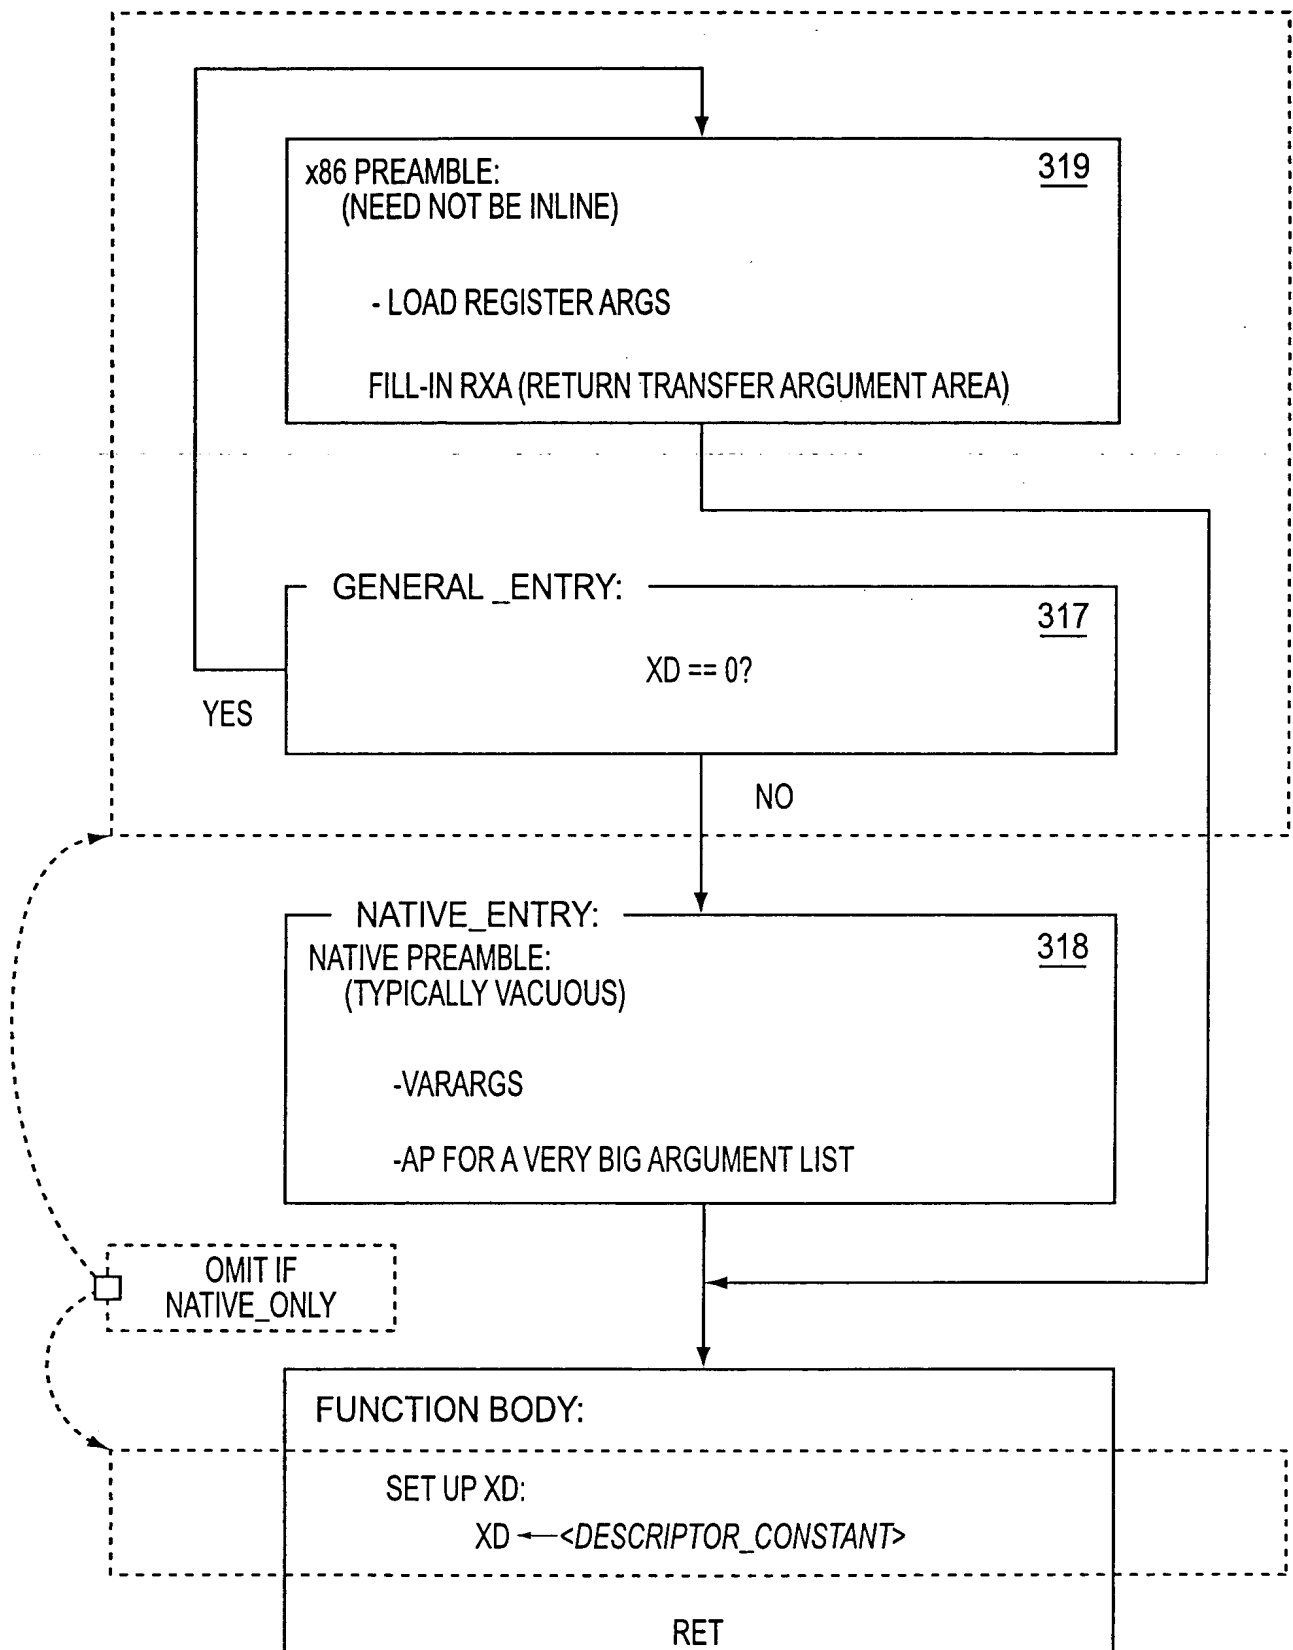 x86 PREAMBLE:
319
(NEED NOT BE INLINE)
- LOAD REGISTER ARGS
FILL-IN RXA (RETURN TRANSFER ARGUMENT AREA)
GENERAL _ENTRY:
317
XD == 0?
YES
NO
NATIVE_ENTRY:
318
NATIVE PREAMBLE:
(TYPICALLY VACUOUS)
-VARARGS
-AP FOR A VERY BIG ARGUMENT LIST
OMIT IF
NATIVE_ONLY
FUNCTION BODY:
SET UP XD:
XD ←<DESCRIPTOR_CONSTANT>
RET